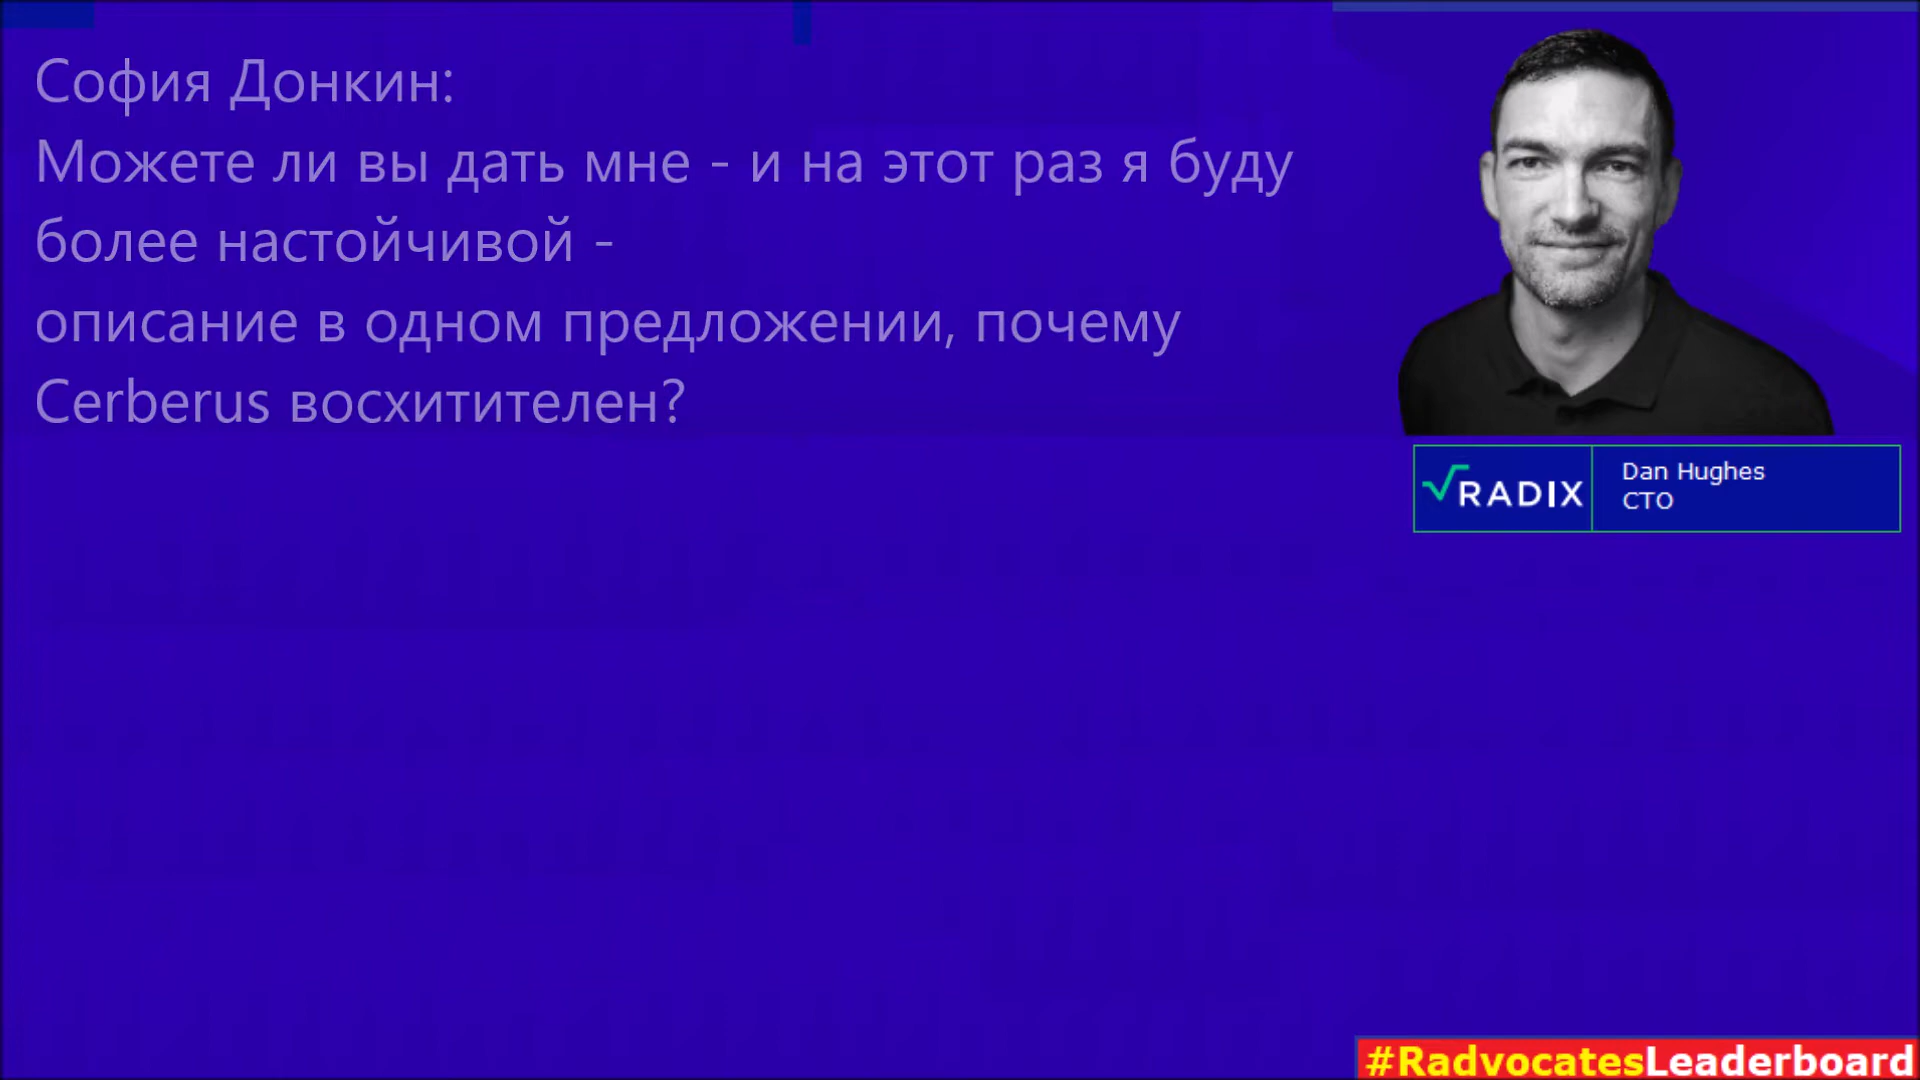 София Донкин:
Можете ли вы дать мне - и на этот раз я буду
более настойчивой -
описание в одном предложении, почему
Cerberus восхитителен?
RADIX
Dan Hughes
CTO
#RadvocatesLeaderboard